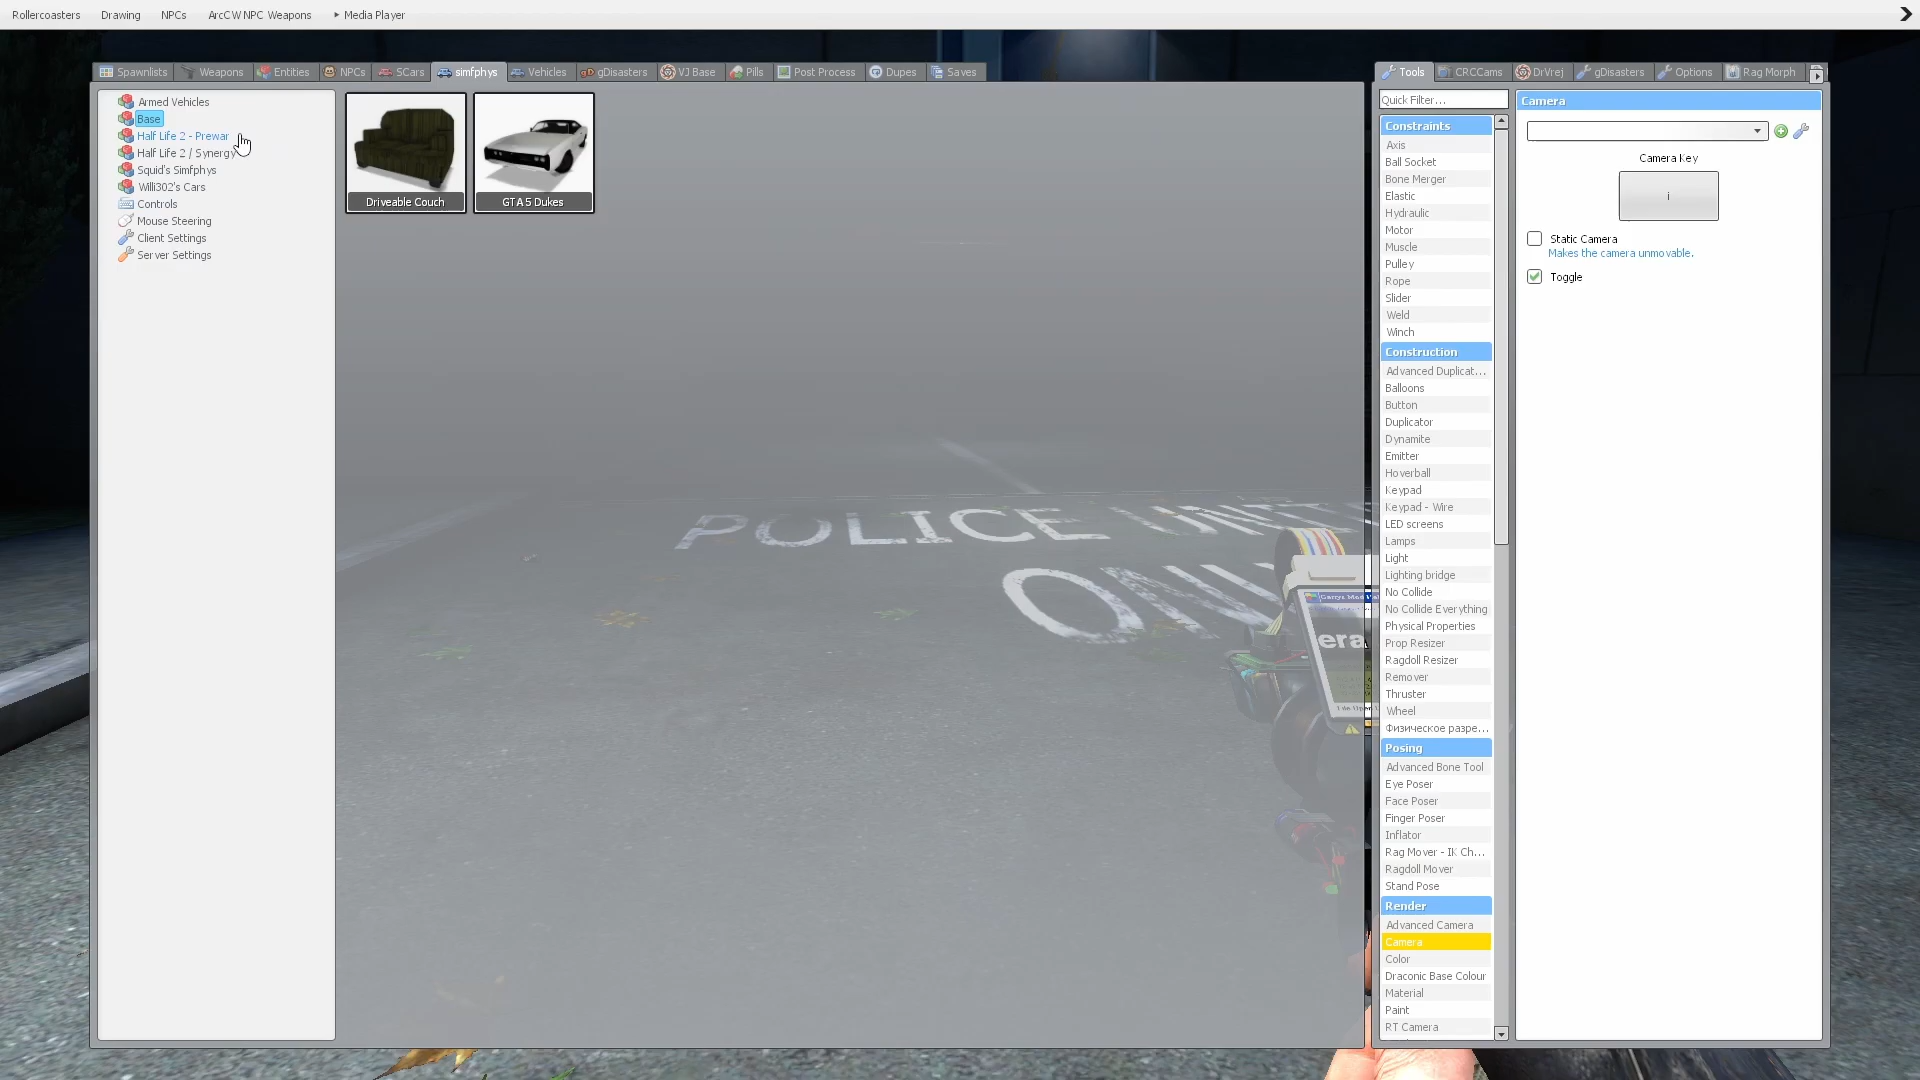 Rollercoasters Drawing NPCs ArcCW NPC Weapons Media Player
Spawnlists Weapons Entities NPCs SCars simfphys Vehicles gDisasters VJ Base Pills Post Process Dupes Saves
Armed Vehicles
Base
Half Life 2 - Prewar
Half Life 2 / Synergy
Squid's Simfphys
Willi302's Cars
Controls
Mouse Steering
Client Settings
Server Settings
Driveable Couch
GTA 5 Dukes
POLICE
Tools CRCCams DrVrej gDisasters Options Rag Morph
Quick Filter...
Constraints
Axis
Ball Socket
Bone Merger
Elastic
Hydraulic
Motor
Muscle
Pulley
Rope
Slider
Weld
Winch
Construction
Advanced Duplicat...
Balloons
Button
Duplicator
Dynamite
Emitter
Hoverball
Keypad
Keypad - Wire
LED screens
Lamps
Light
Lighting bridge
No Collide
No Collide Everything
Physical Properties
Prop Resizer
Ragdoll Resizer
Remover
Thruster
Wheel
Физическое разре...
Posing
Advanced Bone Tool
Eye Poser
Face Poser
Finger Poser
Inflator
Rag Mover - IK Ch...
Ragdoll Mover
Stand Pose
Render
Advanced Camera
Camera
Color
Draconic Base Colour
Material
Paint
RT Camera
Camera
Camera Key
i
Static Camera
Makes the camera unmovable.
Toggle